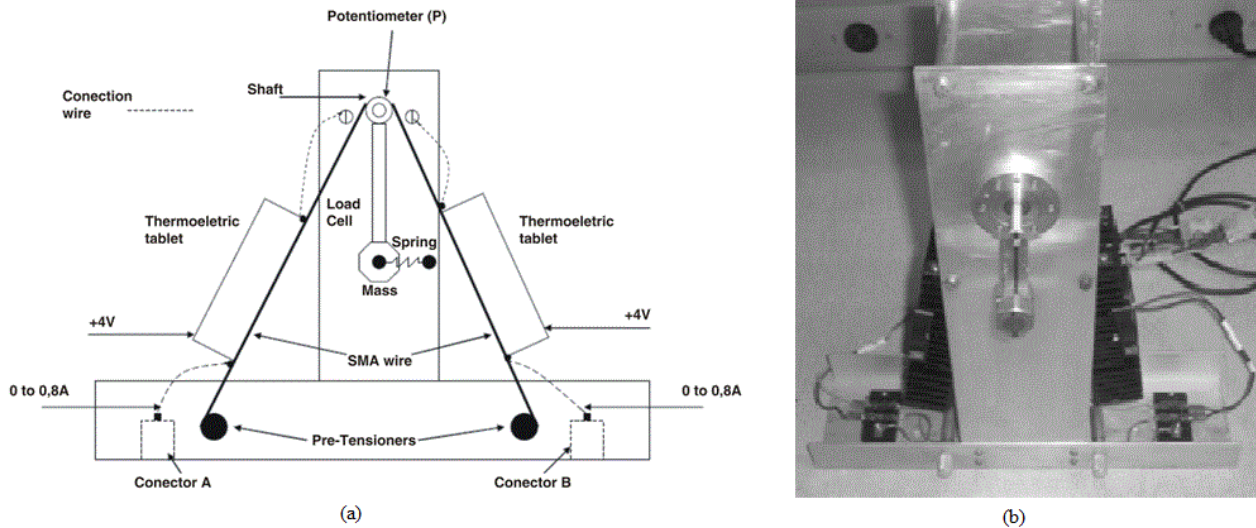 Potentiometer (P)
Conection
wire
Shaft
Thermoeletric
tablet
Load
Cell
Spring
Thermoeletric
tablet
Mass
+4V
+4V
SMA wire
0 to 0,8A
0 to 0,8A
Pre-Tensioners
Conector A
Conector B
(a)
(b)